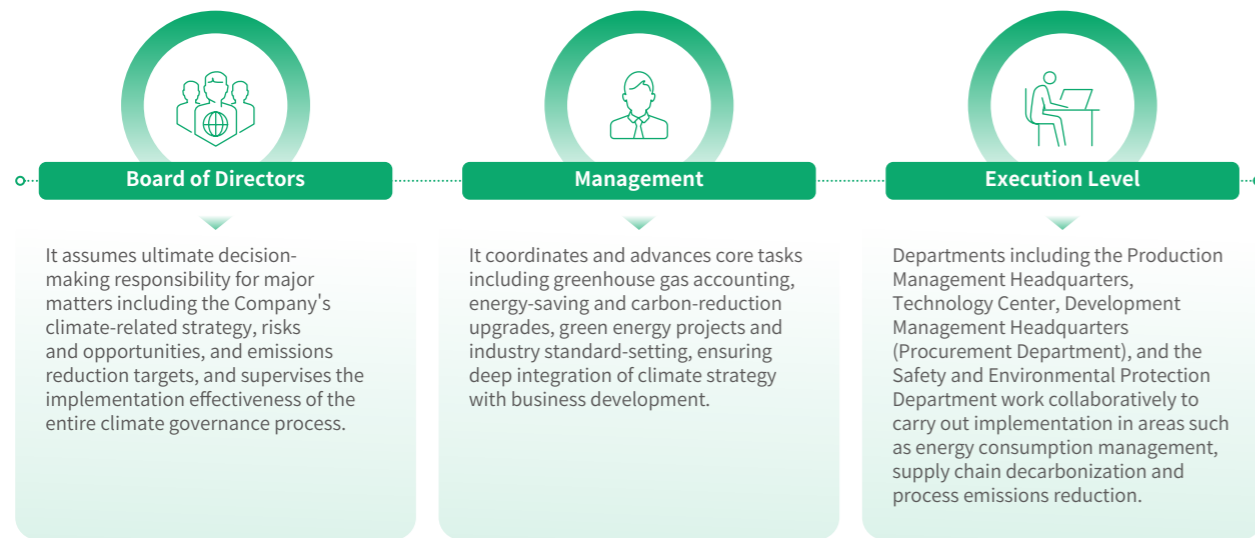 Board of Directors
It assumes ultimate decision-
making responsibility for major
matters including the Company's
climate-related strategy, risks
and opportunities, and emissions
reduction targets, and supervises the
implementation effectiveness of the
entire climate governance process.
Management
It coordinates and advances core tasks
including greenhouse gas accounting,
energy-saving and carbon-reduction
upgrades, green energy projects and
industry standard-setting, ensuring
deep integration of climate strategy
with business development.
Execution Level
Departments including the Production
Management Headquarters,
Technology Center, Development
Management Headquarters
(Procurement Department), and the
Safety and Environmental Protection
Department work collaboratively to
carry out implementation in areas such
as energy consumption management,
supply chain decarbonization and
process emissions reduction.